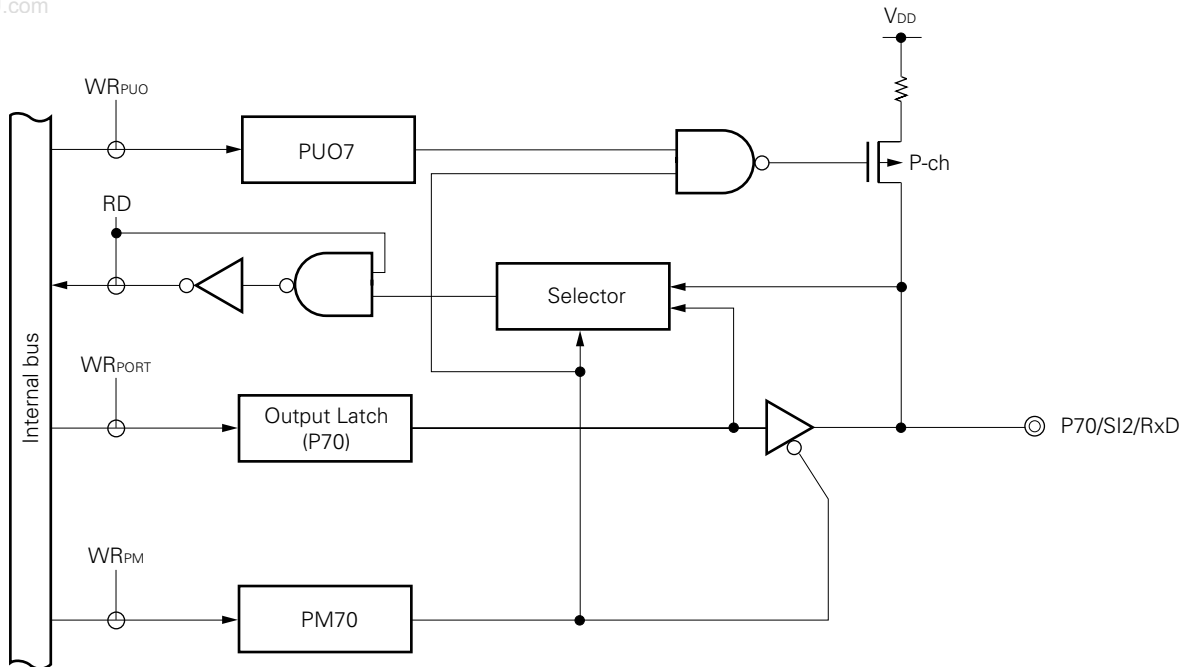 .com
VDD
WRPUO
PUO7
P-ch
RD
Selector
Internal bus
WRPORT
Output Latch
(P70)
P70/SI2/RxD
WRPM
PM70